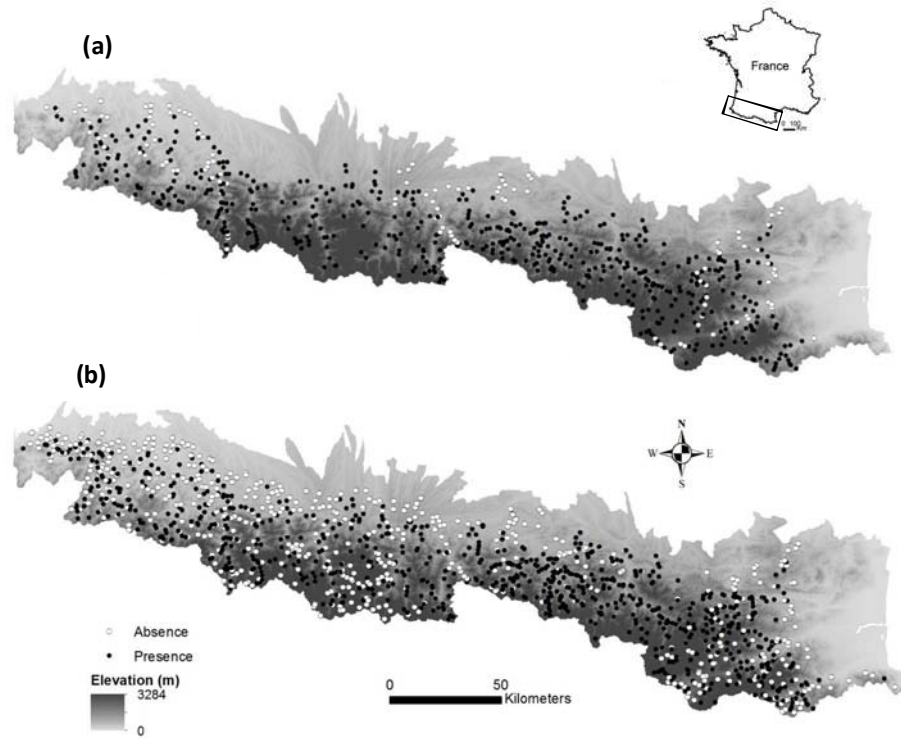 (a)
France
0 100
Km
(b)
N
W E
S
Absence
Presence
Elevation (m)
3284
0
0 50
Kilometers